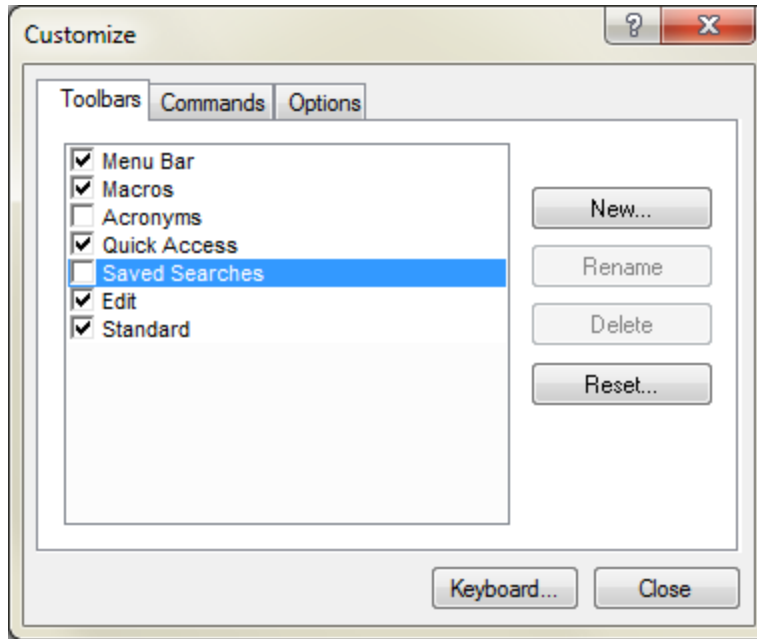 Customize
Toolbars Commands Options
Menu Bar
Macros
Acronyms
Quick Access
Saved Searches
Edit
Standard
New...
Rename
Delete
Reset...
Keyboard... Close